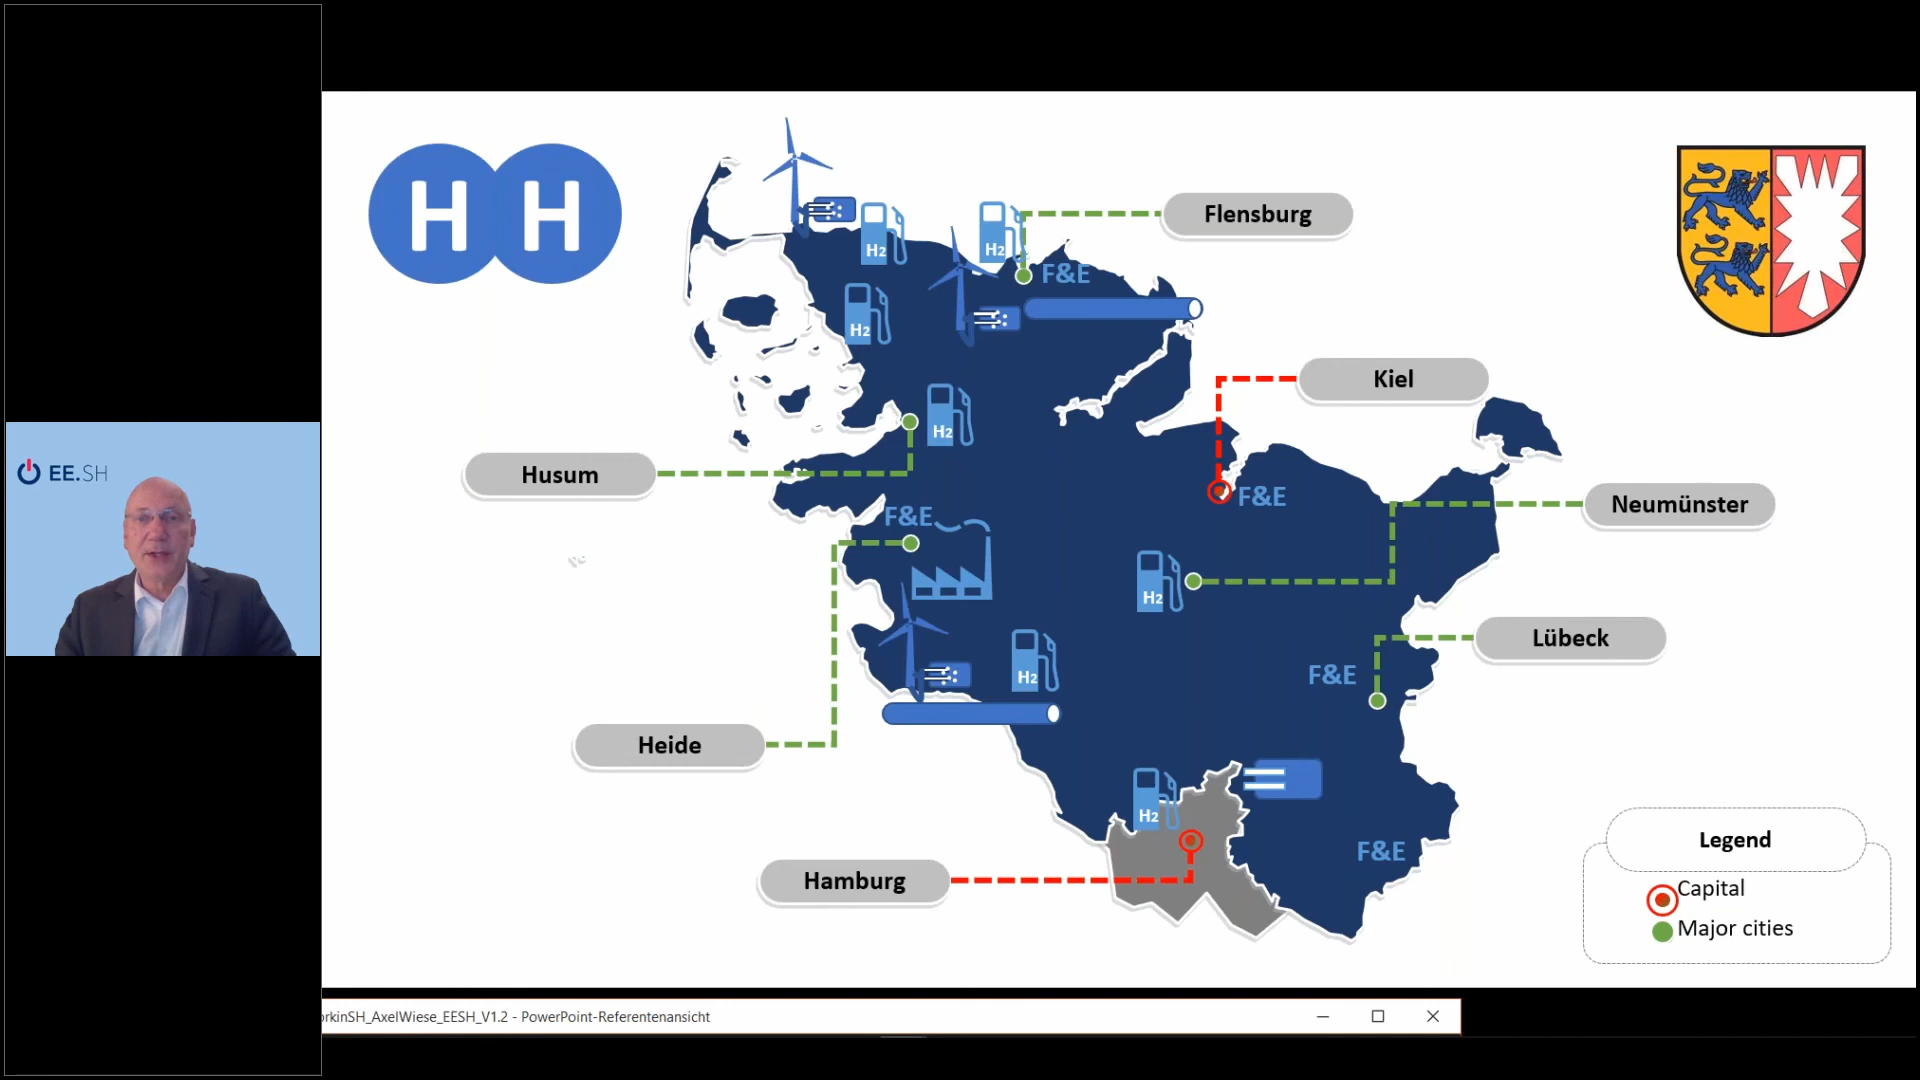 EE.SH
H H
Flensburg
H2
H2
F&E
H2
Kiel
H2
Husum
F&E
Neumünster
F&E
H2
Lübeck
F&E
H2
Heide
H2
F&E
Hamburg
Legend
Capital
Major cities
orkinSH_AxelWiese_EESH_V1.2 - PowerPoint-Referentenansicht